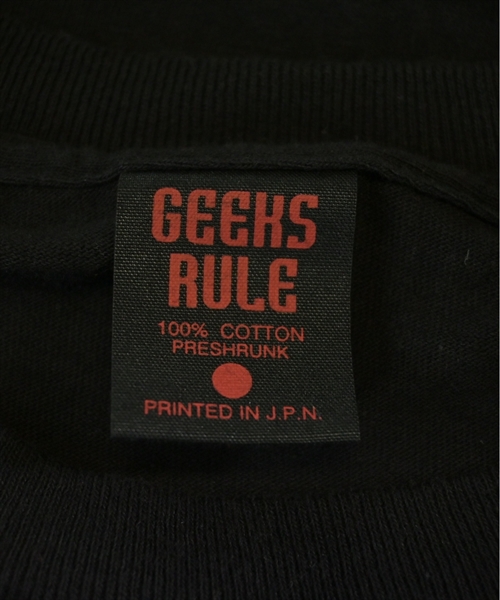 GEEKS
RULE
100% COTTON
PRESHRUNK
PRINTED IN J.P.N.